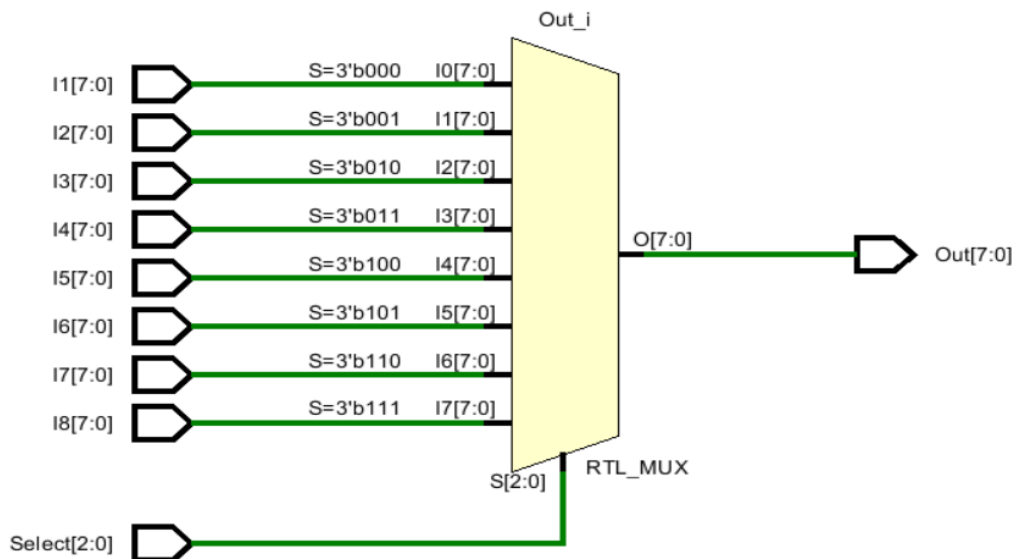 Out_i
I1[7:0] S=3'b000 I0[7:0]
I2[7:0] S=3'b001 I1[7:0]
I3[7:0] S=3'b010 I2[7:0]
I4[7:0] S=3'b011 I3[7:0]
O[7:0]
Out[7:0]
I5[7:0] S=3'b100 I4[7:0]
I6[7:0] S=3'b101 I5[7:0]
I7[7:0] S=3'b110 I6[7:0]
I8[7:0] S=3'b111 I7[7:0]
S[2:0] RTL_MUX
Select[2:0]